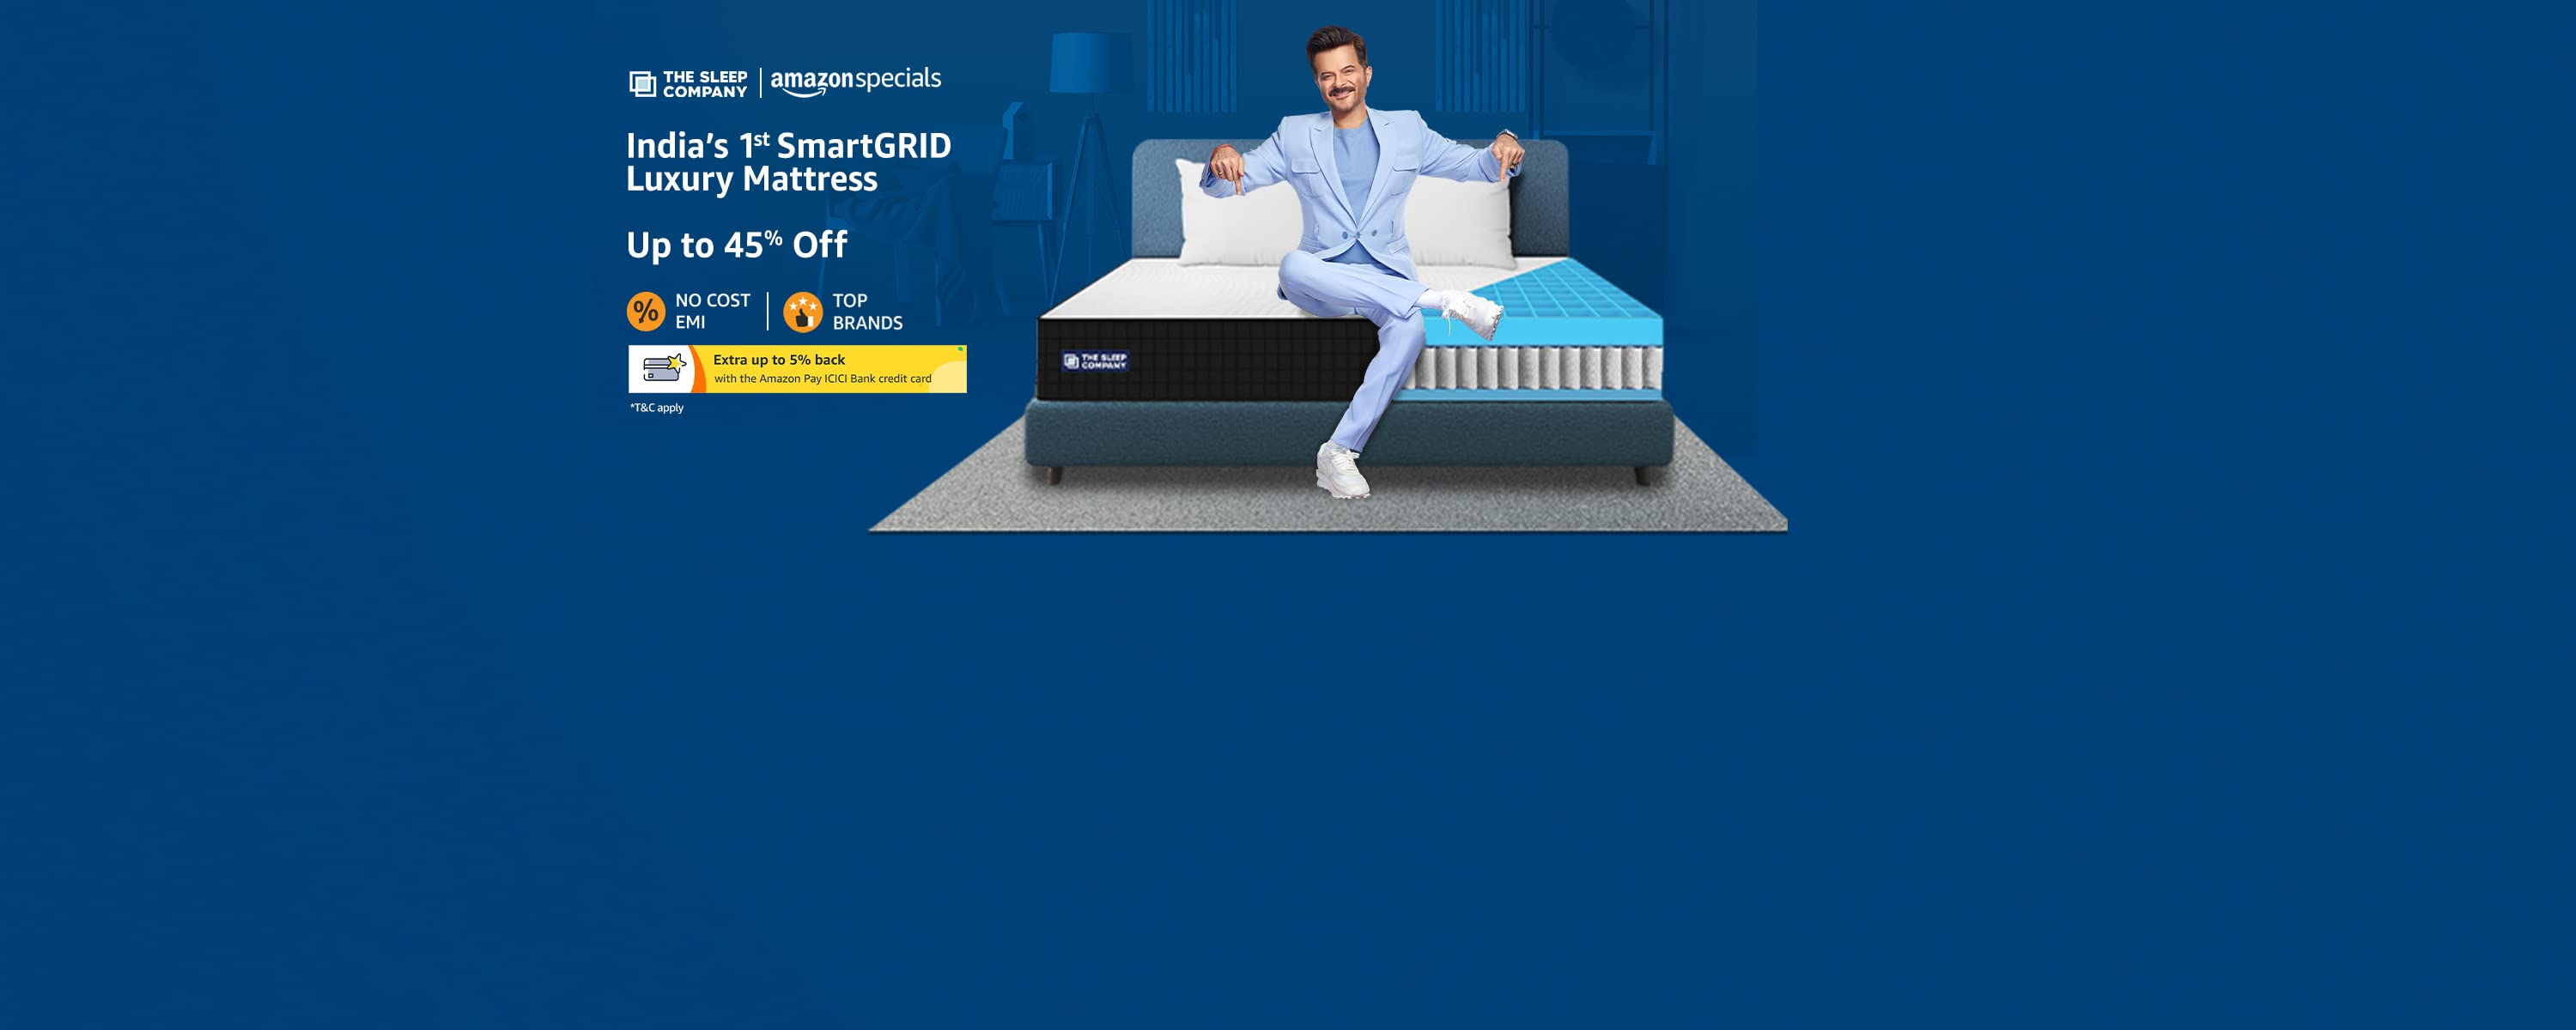 THE SLEEP
COMPANY
amazonspecials
India's 1st SmartGRID
Luxury Mattress
Up to 45% Off
%
NO COST
EMI
TOP
BRANDS
Extra up to 5% back
with the Amazon Pay ICICI Bank credit card
*T&C apply
THE SLEEP
COMPANY